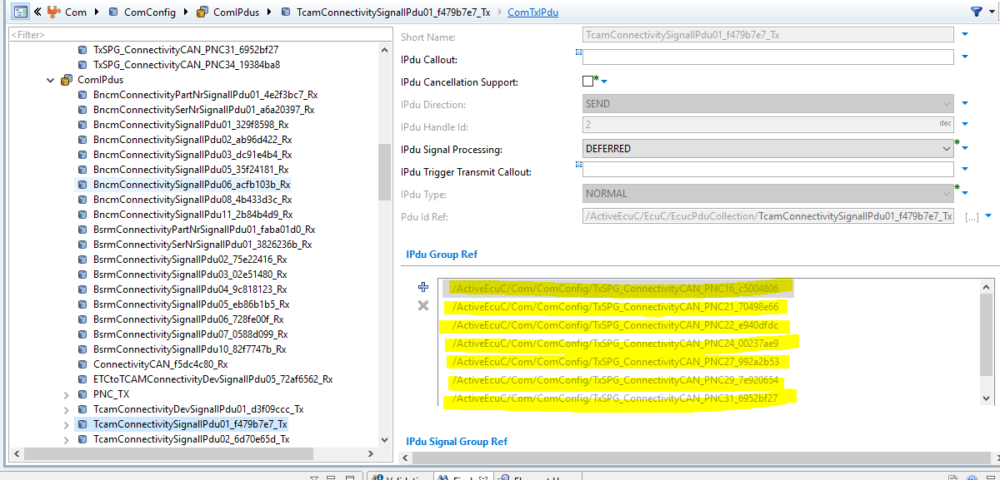 Com ComConfig ComIPdus TcamConnectivitySignalIPdu01_f479b7e7_Tx ComTxIPdu
<Filter>
TxSPG_ConnectivityCAN_PNC31_6952bf27
TxSPG_ConnectivityCAN_PNC34_19384ba8
ComIPdus
BncmConnectivityPartNrSignalIPdu01_4e2f3bc7_Rx
BncmConnectivitySerNrSignalIPdu01_a6a20397_Rx
BncmConnectivitySignalIPdu01_329f8598_Rx
BncmConnectivitySignalIPdu02_ab96d422_Rx
BncmConnectivitySignalIPdu03_dc91e4b4_Rx
BncmConnectivitySignalIPdu05_35f24181_Rx
BncmConnectivitySignalIPdu06_acfb103b_Rx
BncmConnectivitySignalIPdu08_4b433d3c_Rx
BncmConnectivitySignalIPdu11_2b84b4d9_Rx
BsrmConnectivityPartNrSignalIPdu01_faba01d0_Rx
BsrmConnectivitySerNrSignalIPdu01_3826236b_Rx
BsrmConnectivitySignalIPdu02_75e22416_Rx
BsrmConnectivitySignalIPdu03_02e51480_Rx
BsrmConnectivitySignalIPdu04_9c818123_Rx
BsrmConnectivitySignalIPdu05_eb86b1b5_Rx
BsrmConnectivitySignalIPdu06_728fe00f_Rx
BsrmConnectivitySignalIPdu07_0588d099_Rx
BsrmConnectivitySignalIPdu10_82f7747b_Rx
ConnectivityCAN_f5dc4c80_Rx
ETCtoTCAMConnectivityDevSignalIPdu05_72af6562_Rx
PNC_TX
TcamConnectivityDevSignalIPdu01_d3f09ccc_Tx
TcamConnectivitySignalIPdu01_f479b7e7_Tx
TcamConnectivitySignalIPdu02_6d70e65d_Tx
Short Name: TcamConnectivitySignalIPdu01_f479b7e7_Tx
IPdu Callout:
IPdu Cancellation Support:
IPdu Direction: SEND
IPdu Handle Id: 2 dec
IPdu Signal Processing: DEFERRED
IPdu Trigger Transmit Callout:
IPdu Type: NORMAL
Pdu Id Ref: /ActiveEcuC/EcuC/EcucPduCollection/TcamConnectivitySignalIPdu01_f479b7e7_Tx [...]
IPdu Group Ref
/ActiveEcuC/Com/ComConfig/TxSPG_ConnectivityCAN_PNC16_c5004806
/ActiveEcuC/Com/ComConfig/TxSPG_ConnectivityCAN_PNC21_70498e66
/ActiveEcuC/Com/ComConfig/TxSPG_ConnectivityCAN_PNC22_e940dfdc
/ActiveEcuC/Com/ComConfig/TxSPG_ConnectivityCAN_PNC24_00237ae9
/ActiveEcuC/Com/ComConfig/TxSPG_ConnectivityCAN_PNC27_992a2b53
/ActiveEcuC/Com/ComConfig/TxSPG_ConnectivityCAN_PNC29_7e920654
/ActiveEcuC/Com/ComConfig/TxSPG_ConnectivityCAN_PNC31_6952bf27
IPdu Signal Group Ref